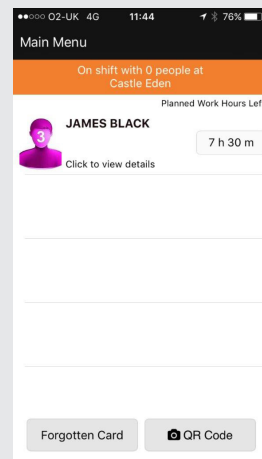 O2-UK 4G 11:44 76%
Main Menu
On shift with 0 people at
Castle Eden
Planned Work Hours Lef
JAMES BLACK
3
7 h 30 m
Click to view details
Forgotten Card QR Code